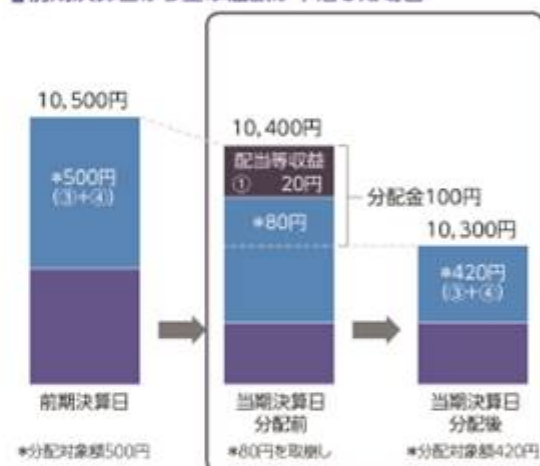 10,500円
*500円
(③+④)
前期決算日
*分配対象額500円
10,400円
配当等収益
① 20円
*80円
当期決算日
分配前
*80円を取崩し
分配金100円
10,300円
*420円
(③+④)
当期決算日
分配後
*分配対象額420円